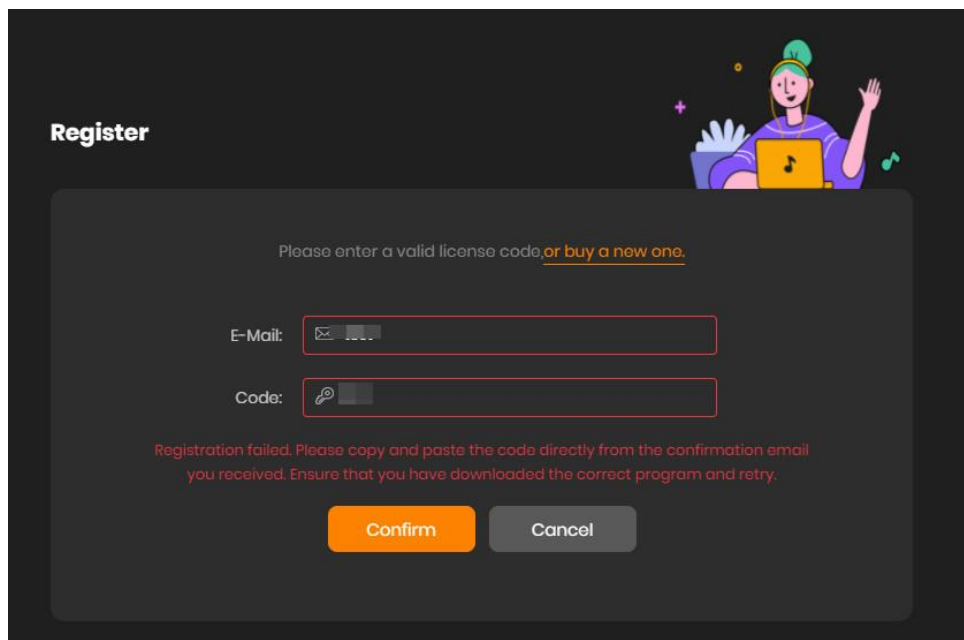 Register
Please enter a valid license code,or buy a new one.
E-Mail:
Code:
Registration failed. Please copy and paste the code directly from the confirmation email
you received. Ensure that you have downloaded the correct program and retry.
Confirm
Cancel